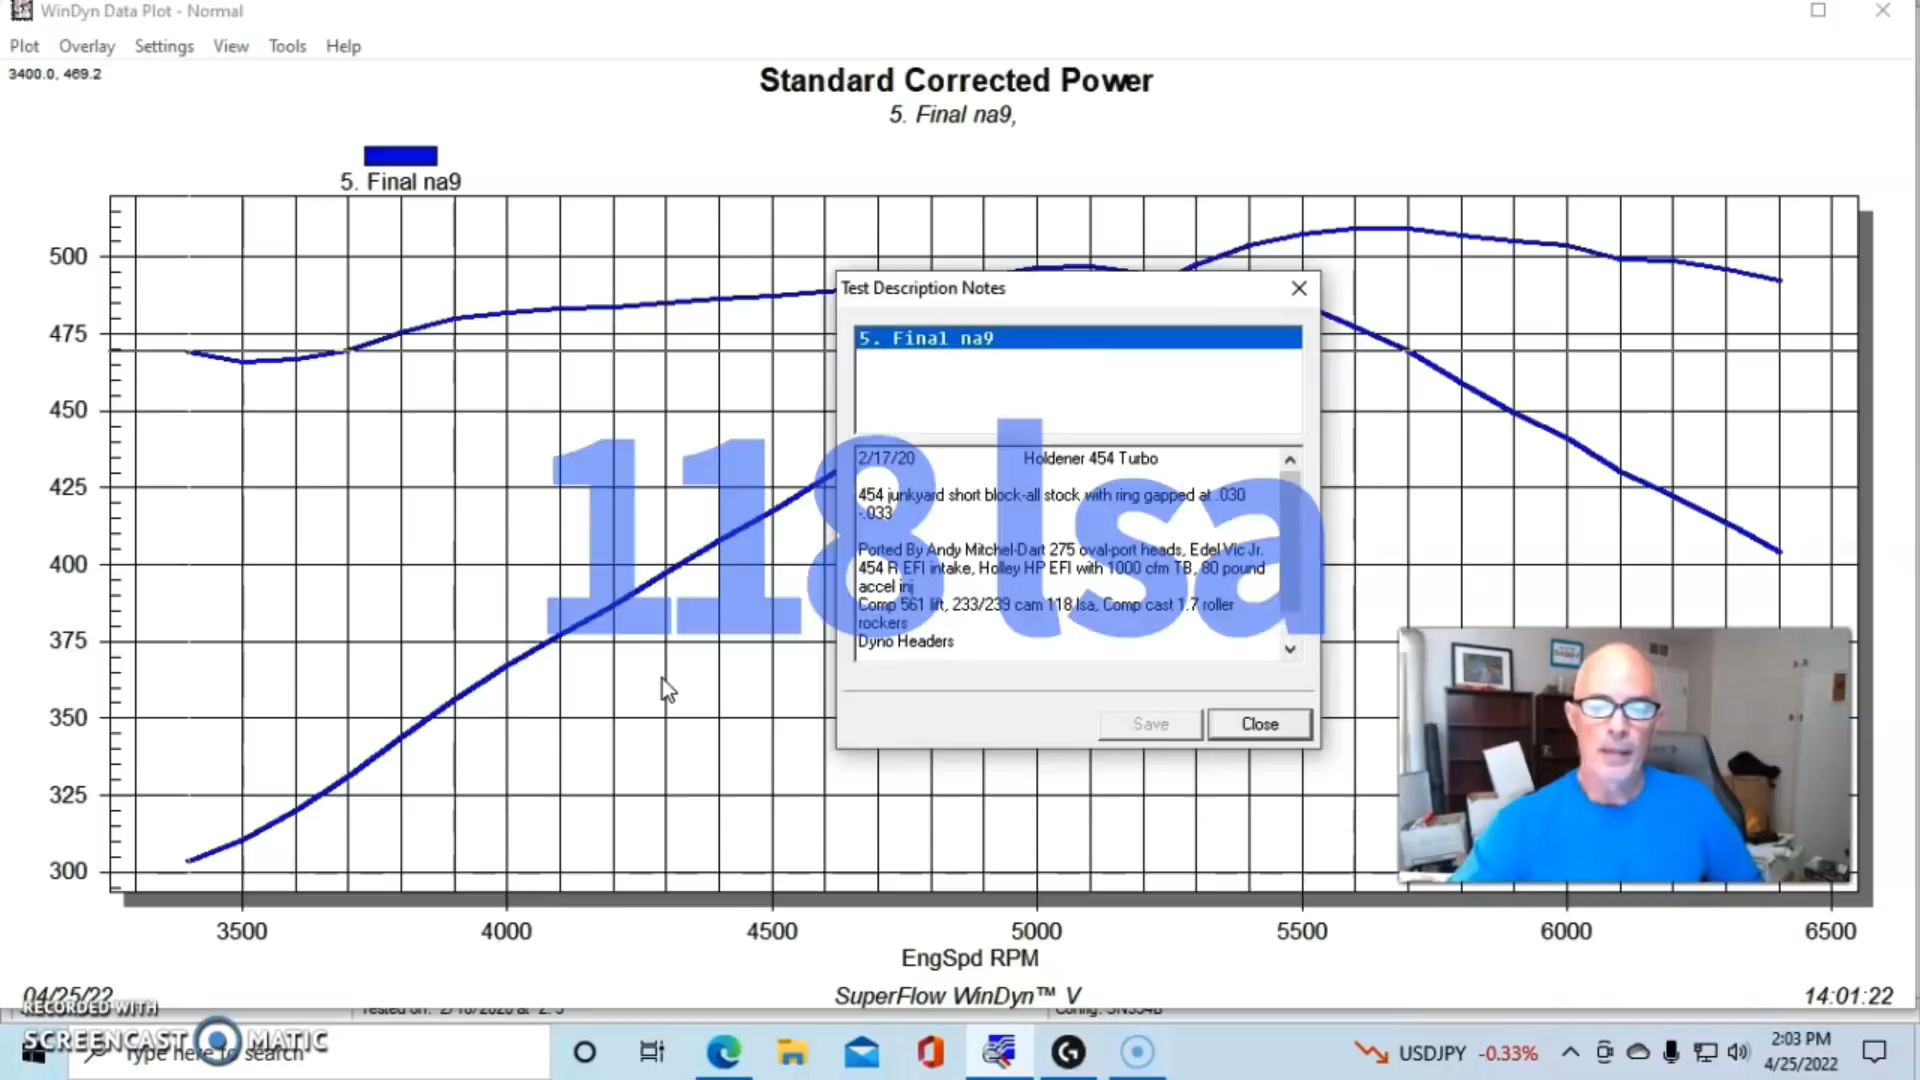 WinDyn Data Plot - Normal
Plot Overlay Settings View Tools Help
3400.0, 469.2
Standard Corrected Power
5. Final na9,
5. Final na9
500
475
450
425
400
375
350
325
300
Test Description Notes
5. Final na9
2/17/20 Holdener 454 Turbo
454 junkyard short block-all stock with ring gapped at .030
-.033
Ported By Andy Mitchel-Dart 275 oval-port heads, Edel Vic Jr.
454 R EFI intake, Holley HP EFI with 1000 cfm TB, 80 pound
accel inj
Comp 561 lift, 233/239 cam 118 lsa, Comp cast 1.7 roller
rockers
Dyno Headers
Save Close
118 lsa
3500 4000 4500 5000 5500 6000 6500
EngSpd RPM
04/25/22 SuperFlow WinDyn™ V 14:01:22
RECORDED WITH
SCREENCAST MATIC
Type here to search
USDJPY -0.33%
2:03 PM
4/25/2022